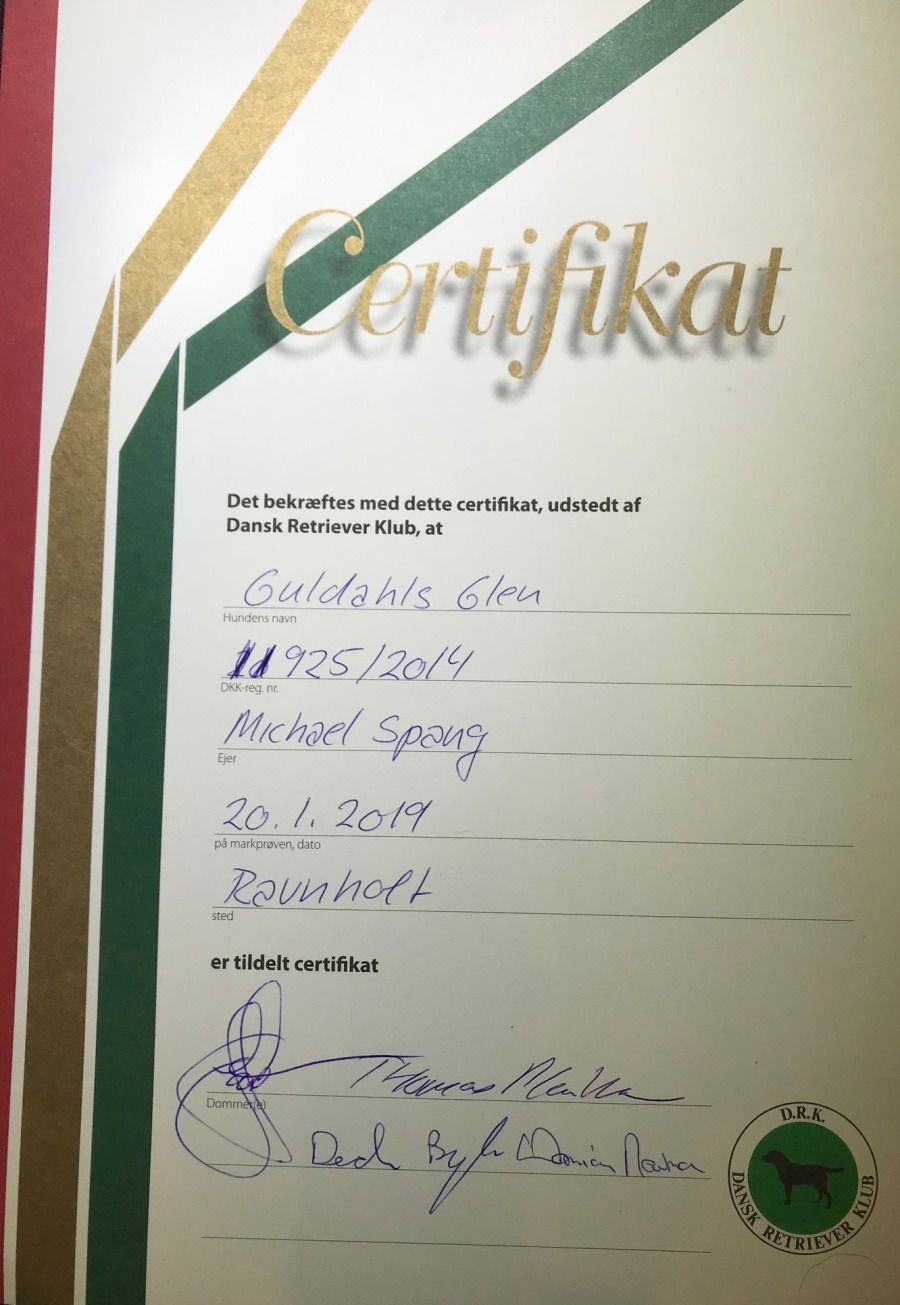 Certifikat
Det bekræftes med dette certifikat, udstedt af
Dansk Retriever Klub, at
Guldahls Glen
Hundens navn
925/2014
DKK-reg. nr.
Michael Spang
Ejer
20.1.2019
på markprøven, dato
Ravnholt
sted
er tildelt certifikat
Thomas
Dommer(e)
D.R.K.
DANSK RETRIEVER KLUB